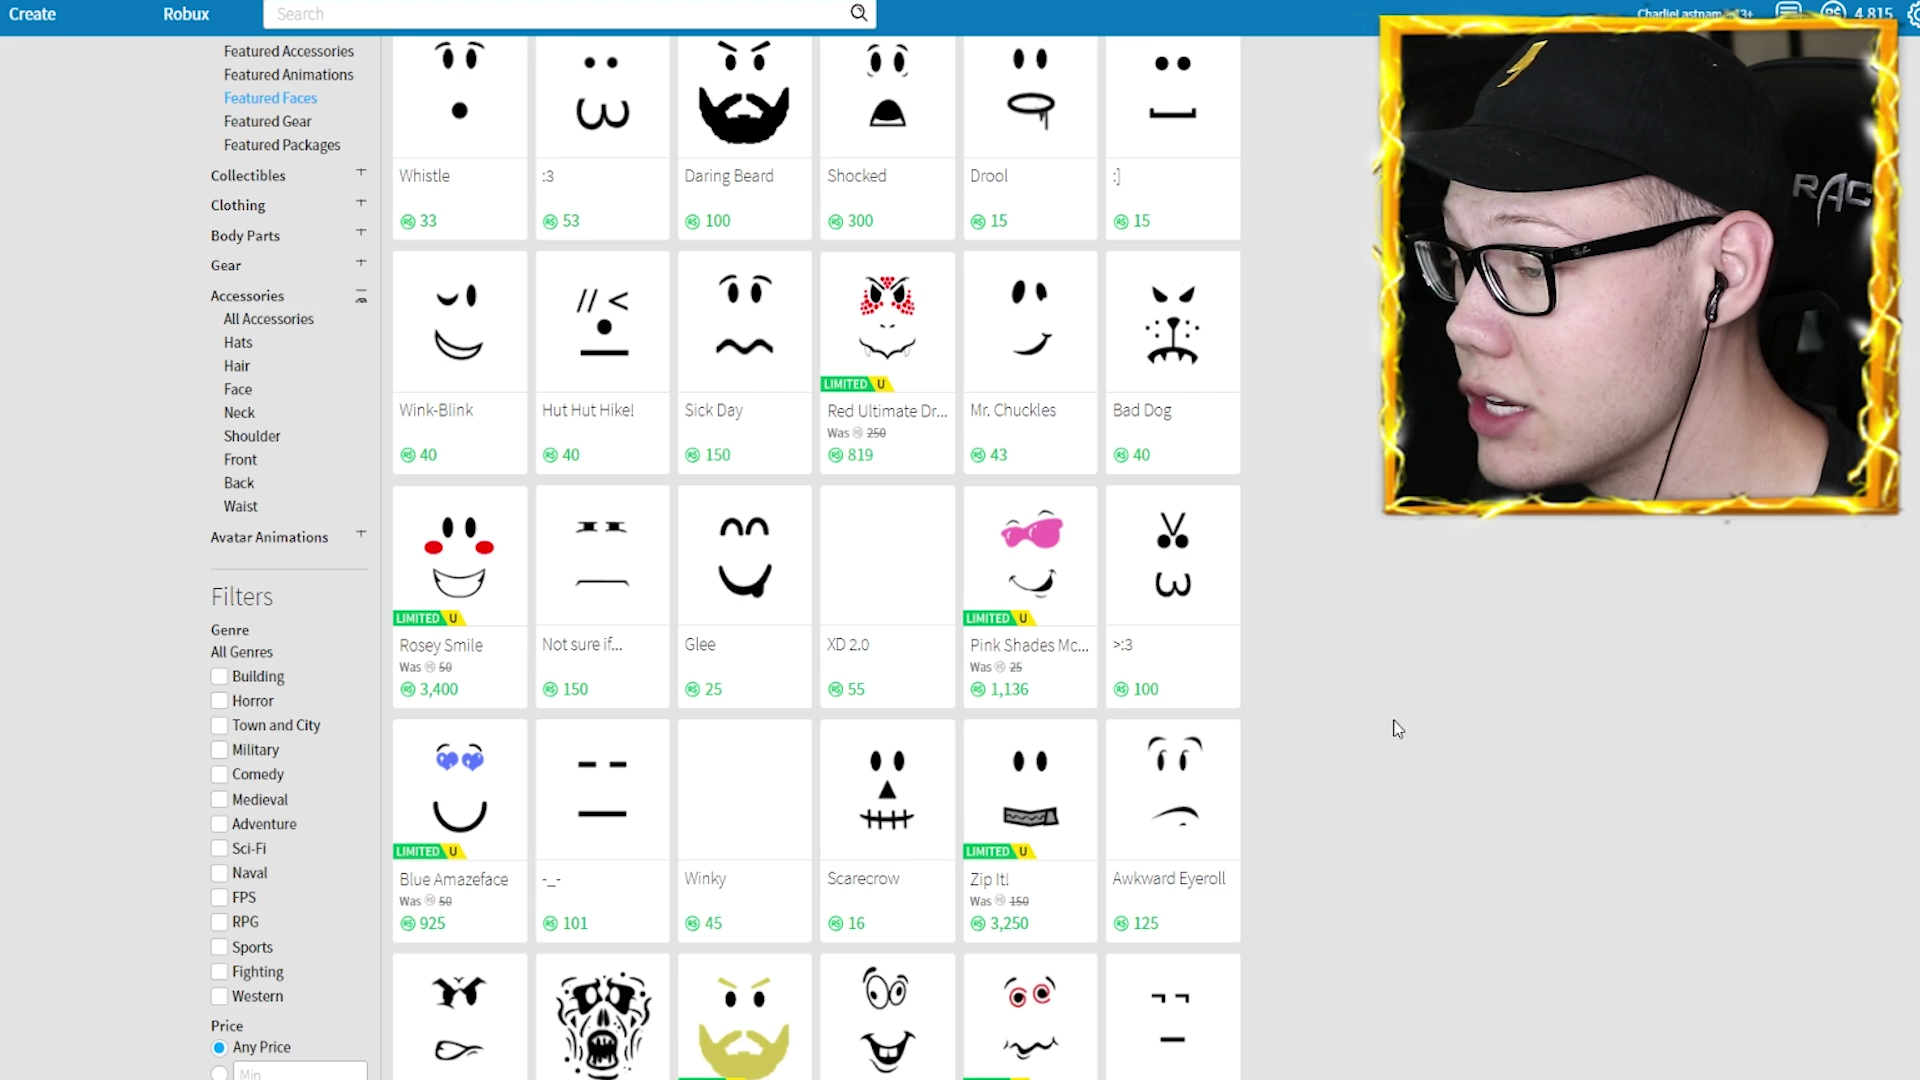 Create
Robux
Search
4,815
Featured Accessories
Featured Animations
Featured Faces
Featured Gear
Featured Packages
Collectibles
Clothing
Body Parts
Gear
Accessories
All Accessories
Hats
Hair
Face
Neck
Shoulder
Front
Back
Waist
Avatar Animations
Filters
Genre
All Genres
Building
Horror
Town and City
Military
Comedy
Medieval
Adventure
Sci-Fi
Naval
FPS
RPG
Sports
Fighting
Western
Price
Any Price
Min
Whistle
33
:3
53
Daring Beard
100
Shocked
300
Drool
15
:]
15
Wink-Blink
40
Hut Hut Hike!
40
Sick Day
150
LIMITED U
Red Ultimate Dr...
Was 250
819
Mr. Chuckles
43
Bad Dog
40
LIMITED U
Rosey Smile
Was 50
3,400
Not sure if...
150
Glee
25
XD 2.0
55
LIMITED U
Pink Shades Mc...
Was 25
1,136
>:3
100
LIMITED U
Blue Amazeface
Was 50
925
-_-
101
Winky
45
Scarecrow
16
LIMITED U
Zip It!
Was 150
3,250
Awkward Eyeroll
125
RAC